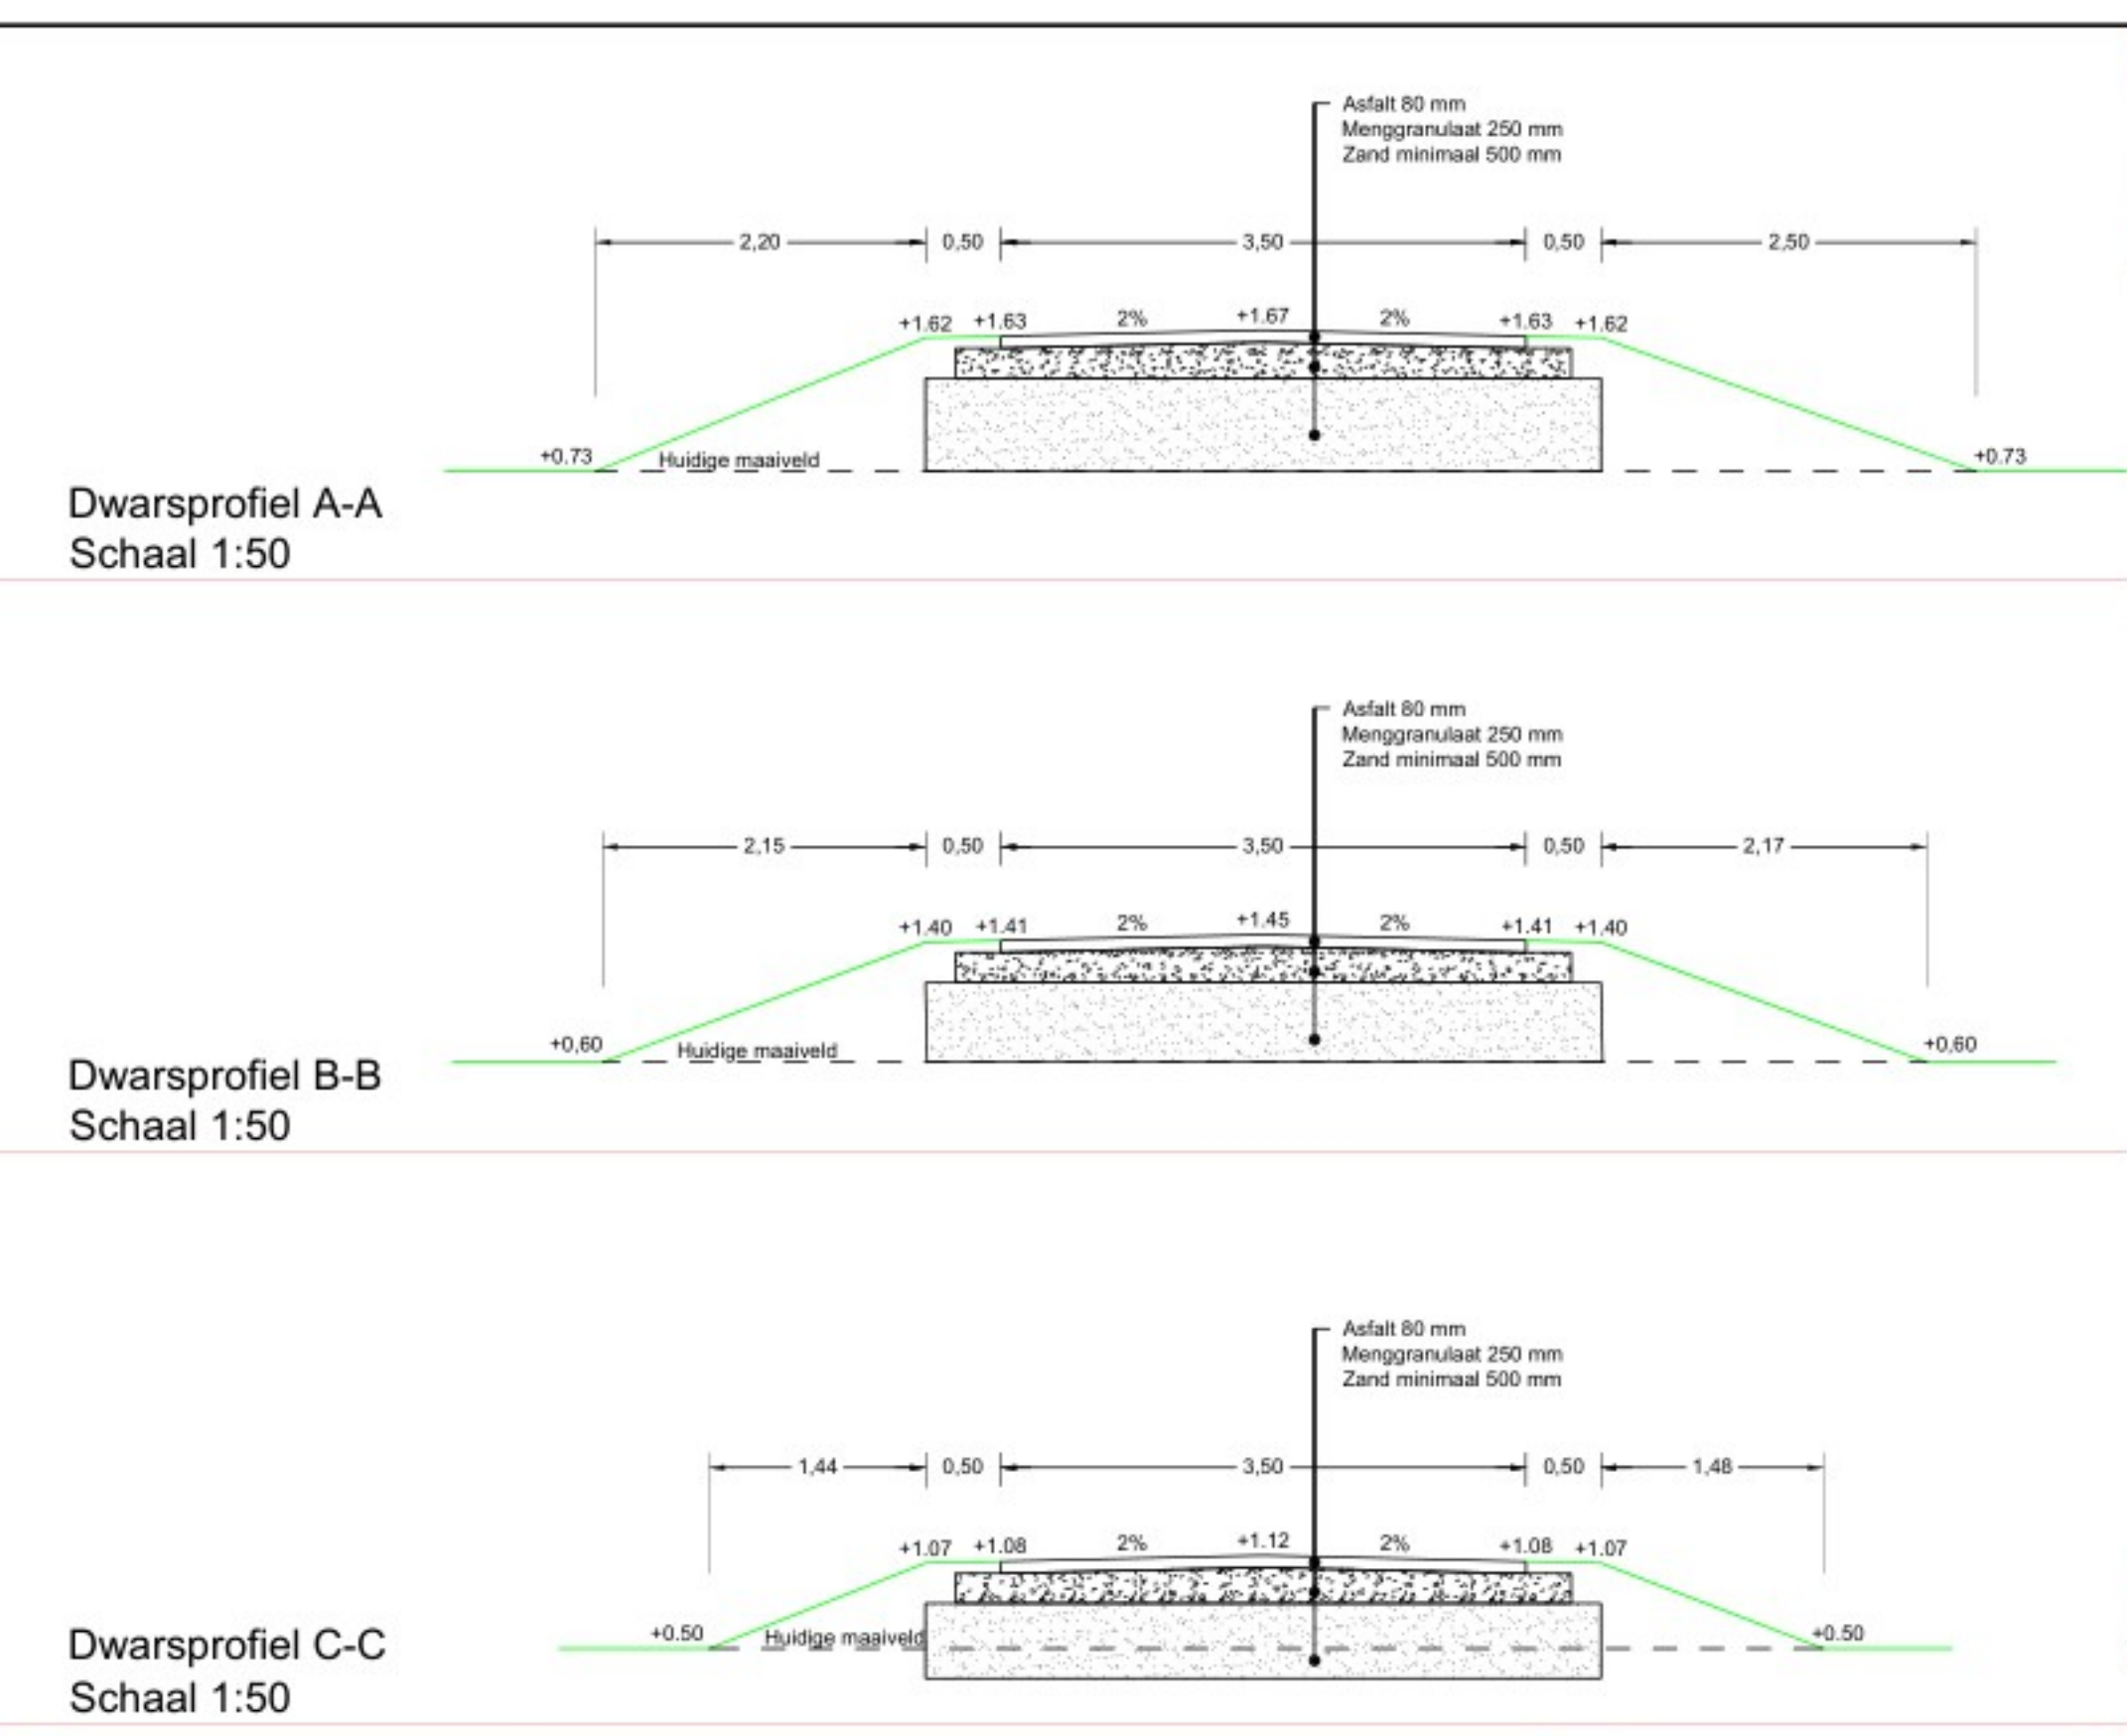 Asfalt 80 mm
Menggranulaat 250 mm
Zand minimaal 500 mm
2,20 0,50 3,50 0,50 2,50
+1.62 +1.63 2% +1.67 2% +1.63 +1.62
+0.73 Huidige maaiveld +0.73
Dwarsprofiel A-A
Schaal 1:50
Asfalt 80 mm
Menggranulaat 250 mm
Zand minimaal 500 mm
2,15 0,50 3,50 0,50 2,17
+1.40 +1.41 2% +1.45 2% +1.41 +1.40
+0,60 Huidige maaiveld +0,60
Dwarsprofiel B-B
Schaal 1:50
Asfalt 80 mm
Menggranulaat 250 mm
Zand minimaal 500 mm
1,44 0,50 3,50 0,50 1,48
+1.07 +1.08 2% +1.12 2% +1.08 +1.07
+0.50 Huidige maaiveld +0.50
Dwarsprofiel C-C
Schaal 1:50